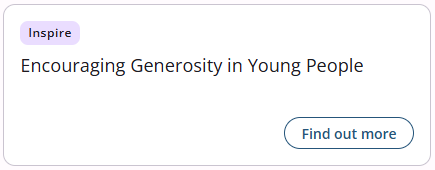 Inspire
Encouraging Generosity in Young People
Find out more